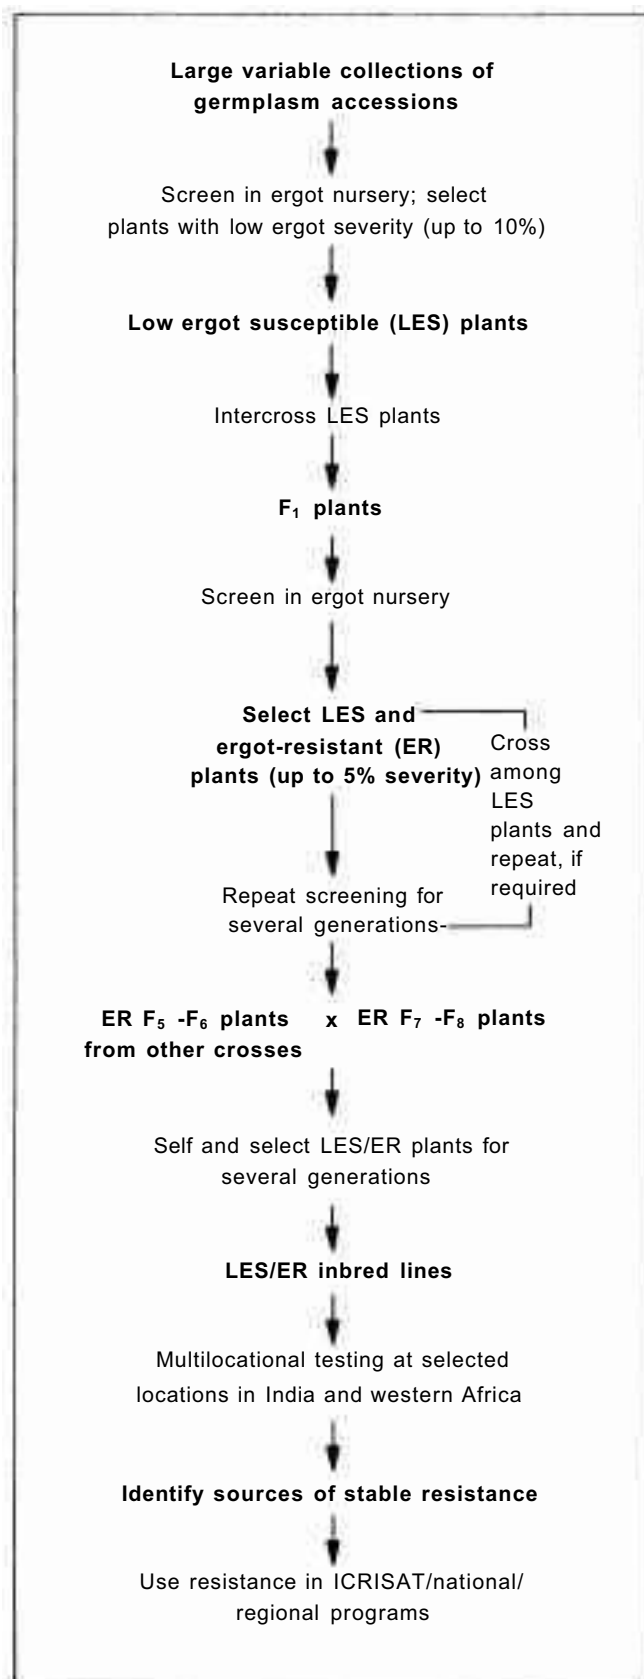 Large variable collections of
germplasm accessions
Screen in ergot nursery; select
plants with low ergot severity (up to 10%)
Low ergot susceptible (LES) plants
Intercross LES plants
F₁ plants
Screen in ergot nursery
Select LES and
ergot-resistant (ER)
plants (up to 5% severity)
Cross
among
LES
plants and
repeat, if
required
Repeat screening for
several generations-
ER F₅ -F₆ plants x ER F₇ -F₈ plants
from other crosses
Self and select LES/ER plants for
several generations
LES/ER inbred lines
Multilocational testing at selected
locations in India and western Africa
Identify sources of stable resistance
Use resistance in ICRISAT/national/
regional programs